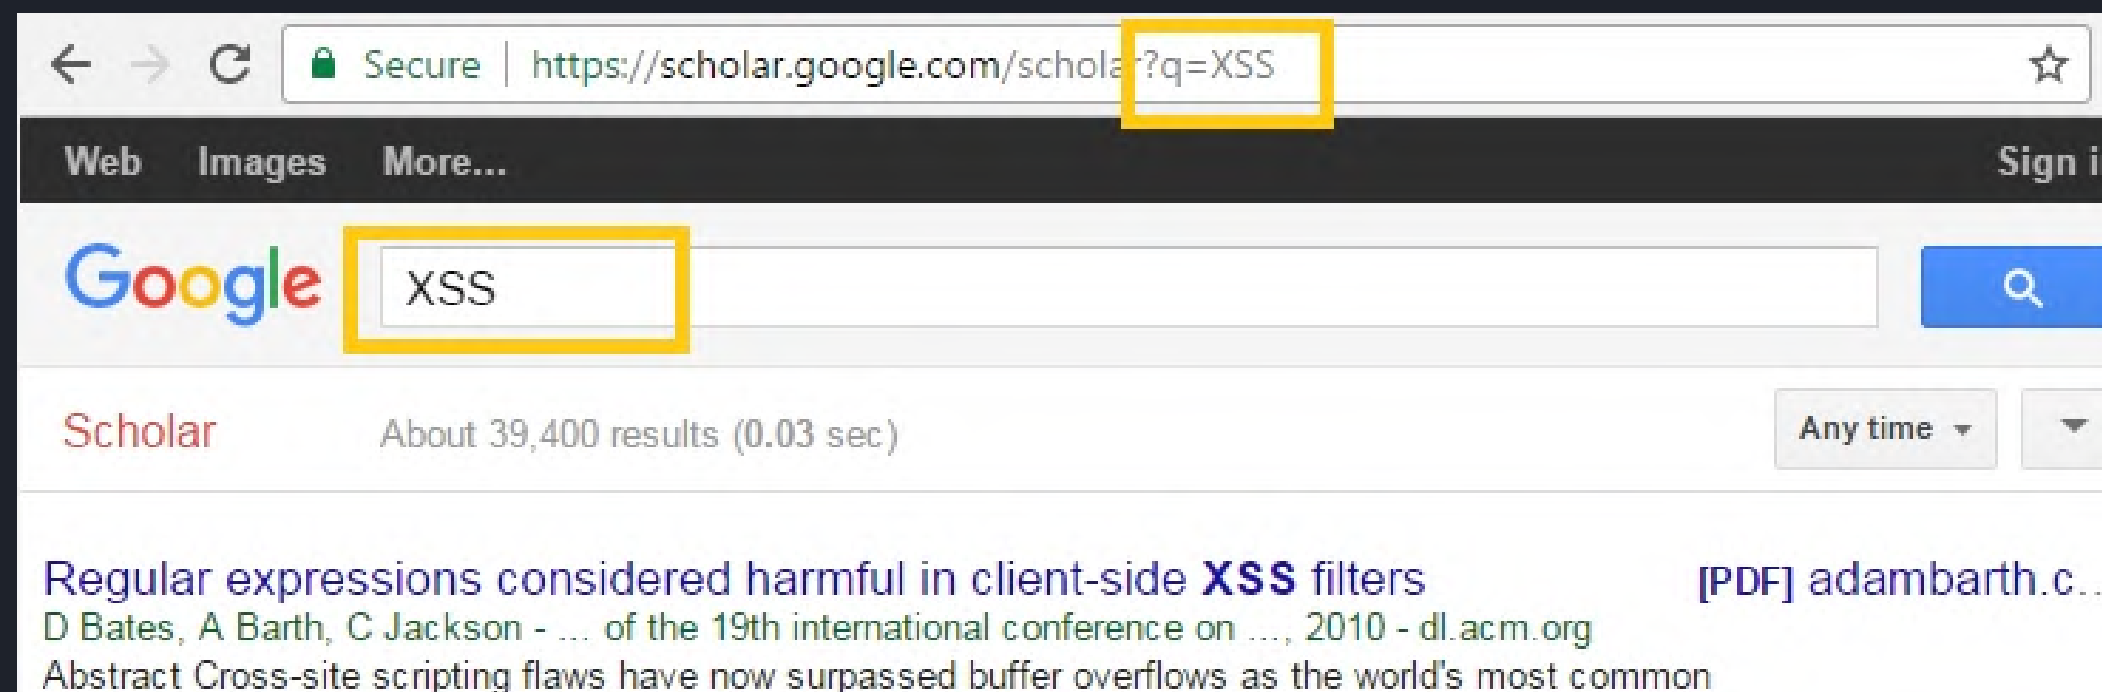 Secure https://scholar.google.com/scholar?q=XSS
Web Images More...
Google XSS
Scholar About 39,400 results (0.03 sec) Any time
Regular expressions considered harmful in client-side XSS filters [PDF] adambarth.c...
D Bates, A Barth, C Jackson - ... of the 19th international conference on ..., 2010 - dl.acm.org
Abstract Cross-site scripting flaws have now surpassed buffer overflows as the world's most common